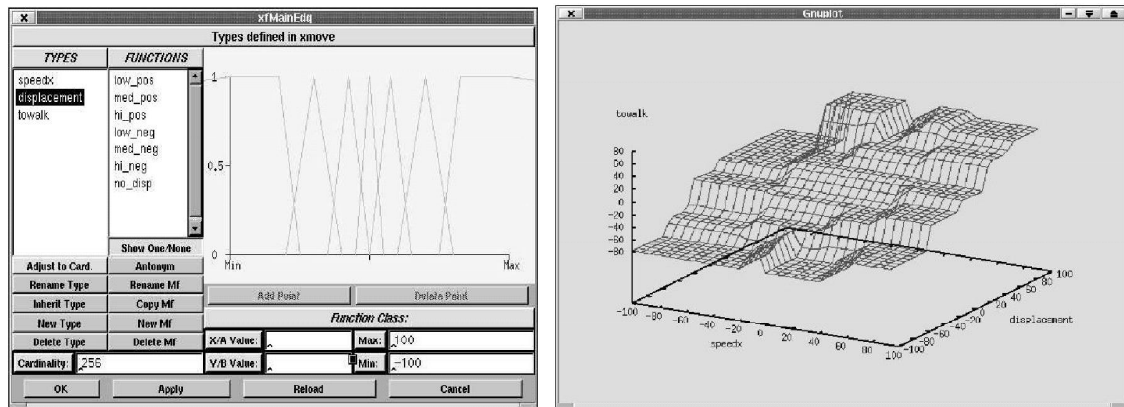 xfMainEdq
Types defined in xmove
TYPES
FUNCTIONS
speedx
displacement
towalk
low_pos
med_pos
hi_pos
low_neg
med_neg
hi_neg
no_disp
Show One/None
1
0.5
0
Min
Max
Adjust to Card.
Antonym
Rename Type
Rename Mf
Inherit Type
Copy Mf
New Type
New Mf
Delete Type
Delete Mf
Add Point
Delete Point
Function Class:
X/A Value:
Max: 100
Cardinality: 256
Y/B Value:
Min: -100
OK
Apply
Reload
Cancel
Gnuplot
towalk
80
60
40
20
0
-20
-40
-60
-80
-100
-80
-60
-40
-20
0
20
40
60
80
100
speedx
-100
-80
-60
-40
-20
0
20
40
60
80
100
displacement